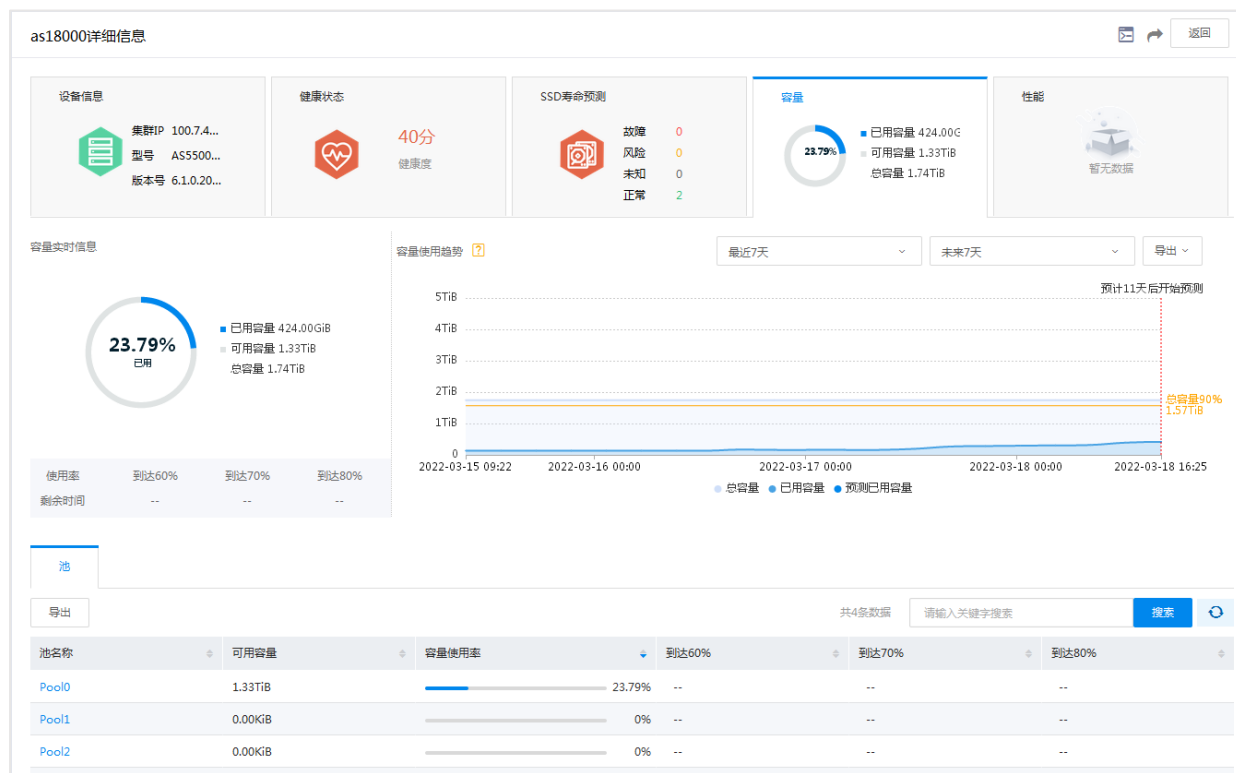 as18000详细信息
返回
设备信息
集群IP 100.7.4...
型号 AS5500...
版本号 6.1.0.20...
健康状态
40分
健康度
SSD寿命预测
故障 0
风险 0
未知 0
正常 2
容量
23.79%
已用容量 424.00G
可用容量 1.33TiB
总容量 1.74TiB
性能
暂无数据
容量实时信息
23.79%
已用
已用容量 424.00GiB
可用容量 1.33TiB
总容量 1.74TiB
使用率 到达60% 到达70% 到达80%
剩余时间 -- -- --
容量使用趋势 ?
最近7天
未来7天
导出
预计11天后开始预测
5TiB
4TiB
3TiB
2TiB
1TiB
0
总容量90%
1.57TiB
2022-03-15 09:22 2022-03-16 00:00 2022-03-17 00:00 2022-03-18 00:00 2022-03-18 16:25
总容量 已用容量 预测已用容量
池
导出
共4条数据
请输入关键字搜索
搜索
池名称 可用容量 容量使用率 到达60% 到达70% 到达80%
Pool0 1.33TiB 23.79% -- -- --
Pool1 0.00KiB 0% -- -- --
Pool2 0.00KiB 0% -- -- --